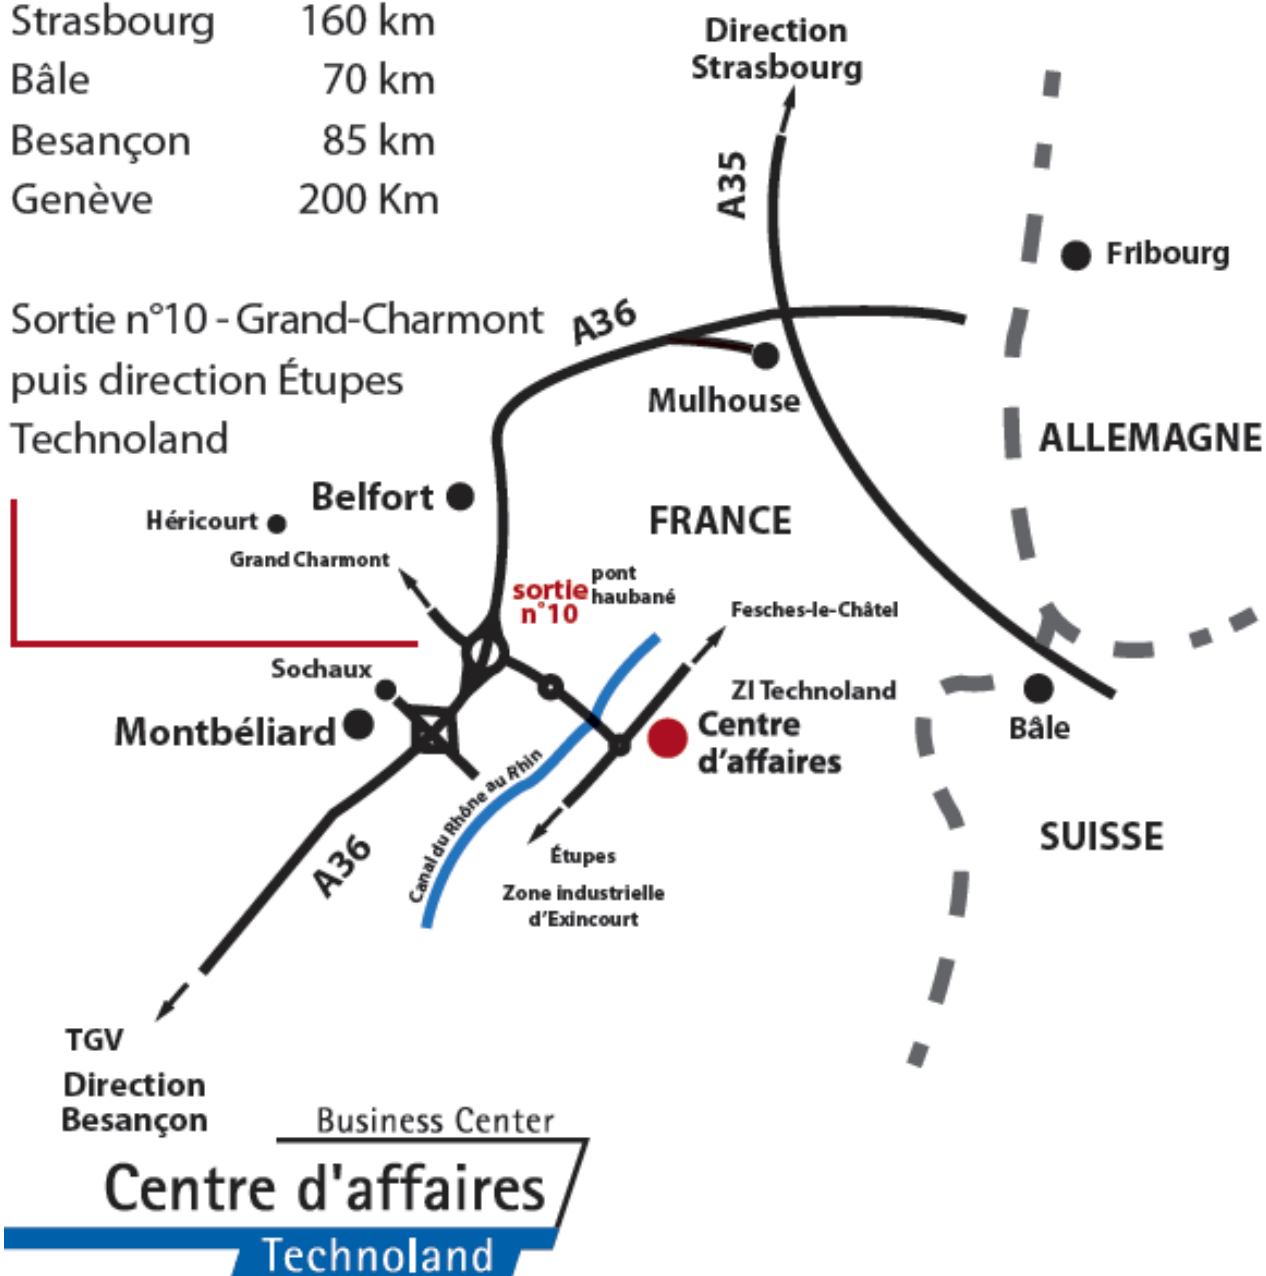 Strasbourg 160 km
Bâle 70 km
Besançon 85 km
Genève 200 Km
Sortie n°10 - Grand-Charmont
puis direction Étupes
Technoland
Direction
Strasbourg
A35
Fribourg
A36
Mulhouse
ALLEMAGNE
Belfort
Héricourt
FRANCE
Grand Charmont
sortie
n°10
pont
haubané
Fesches-le-Châtel
Sochaux
ZI Technoland
Montbéliard
Centre
d'affaires
Bâle
Canal du Rhône au Rhin
SUISSE
A36
Étupes
Zone industrielle
d'Exincourt
TGV
Direction
Besançon
Business Center
Centre d'affaires
Technoland